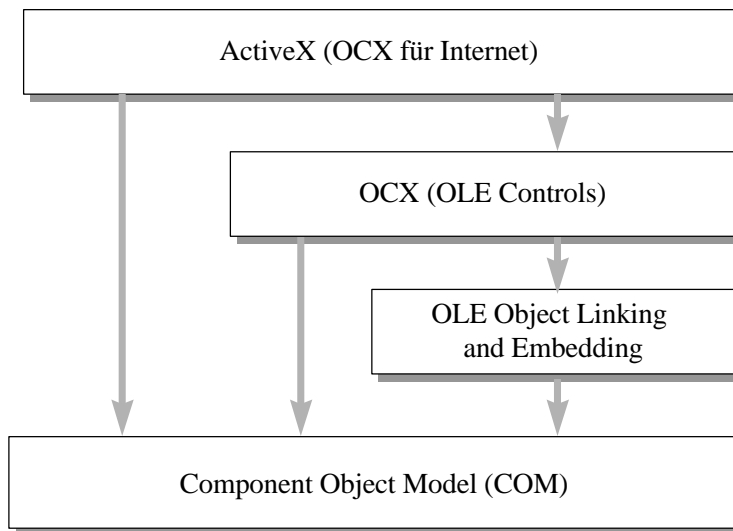 ActiveX (OCX für Internet)
OCX (OLE Controls)
OLE Object Linking
and Embedding
Component Object Model (COM)